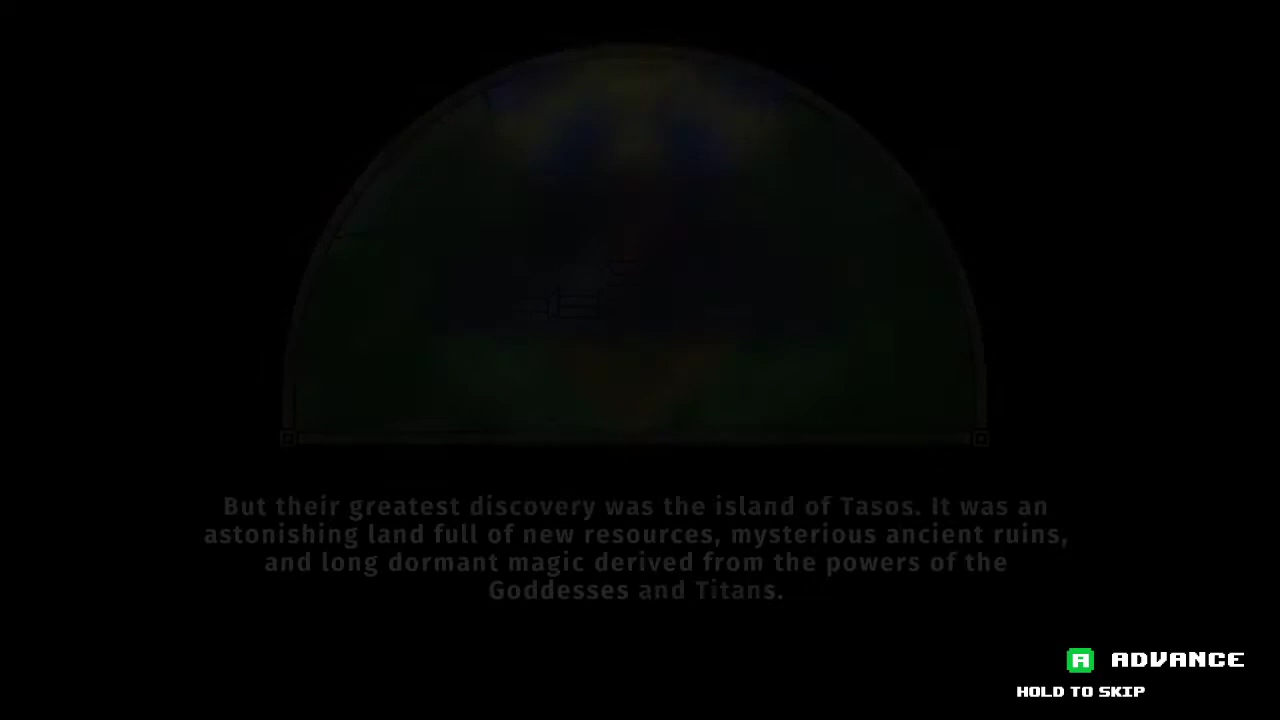 But their greatest discovery was the island of Tasos. It was an
astonishing land full of new resources, mysterious ancient ruins,
and long dormant magic derived from the powers of the
Goddesses and Titans.
A ADVANCE
HOLD TO SKIP